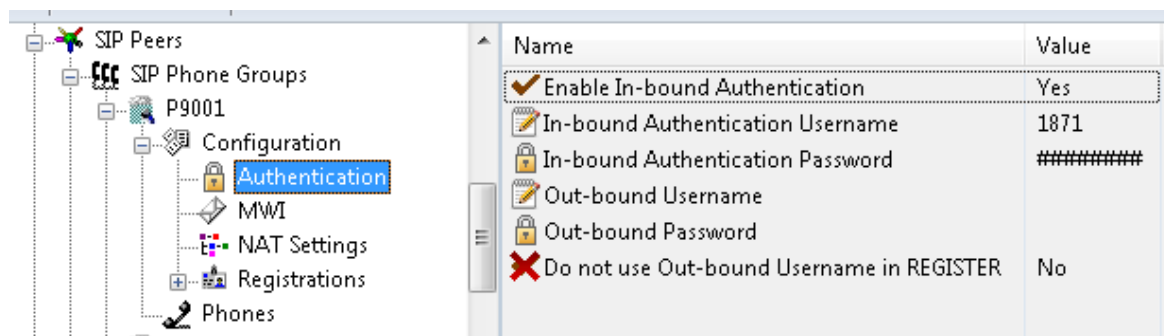 SIP Peers
SIP Phone Groups
P9001
Configuration
Authentication
MWI
NAT Settings
Registrations
Phones
Name Value
Enable In-bound Authentication Yes
In-bound Authentication Username 1871
In-bound Authentication Password ########
Out-bound Username
Out-bound Password
Do not use Out-bound Username in REGISTER No